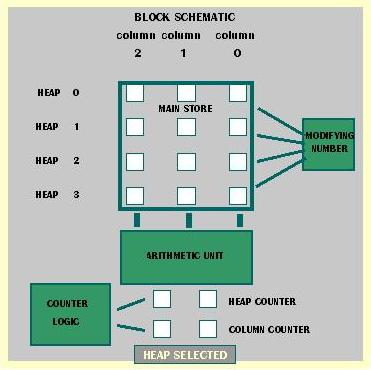 BLOCK SCHEMATIC
column column column
2 1 0
HEAP 0
MAIN STORE
HEAP 1
MODIFYING
NUMBER
HEAP 2
HEAP 3
ARITHMETIC UNIT
COUNTER
LOGIC
HEAP COUNTER
COLUMN COUNTER
HEAP SELECTED